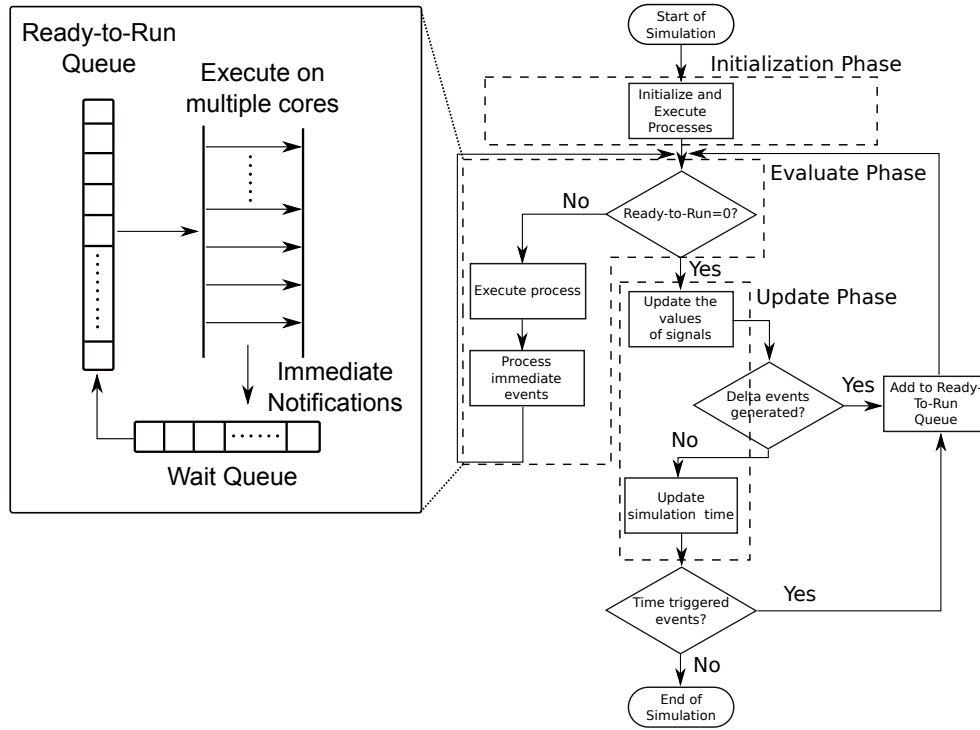 Ready-to-Run
Queue
Execute on
multiple cores
Immediate
Notifications
Wait Queue
Start of
Simulation
Initialization Phase
Initialize and
Execute
Processes
Evaluate Phase
Ready-to-Run=0?
No
Yes
Execute process
Process
immediate
events
Update Phase
Update the
values
of signals
Delta events
generated?
Yes
Add to Ready-
To-Run
Queue
No
Update
simulation time
Time triggered
events?
Yes
No
End of
Simulation